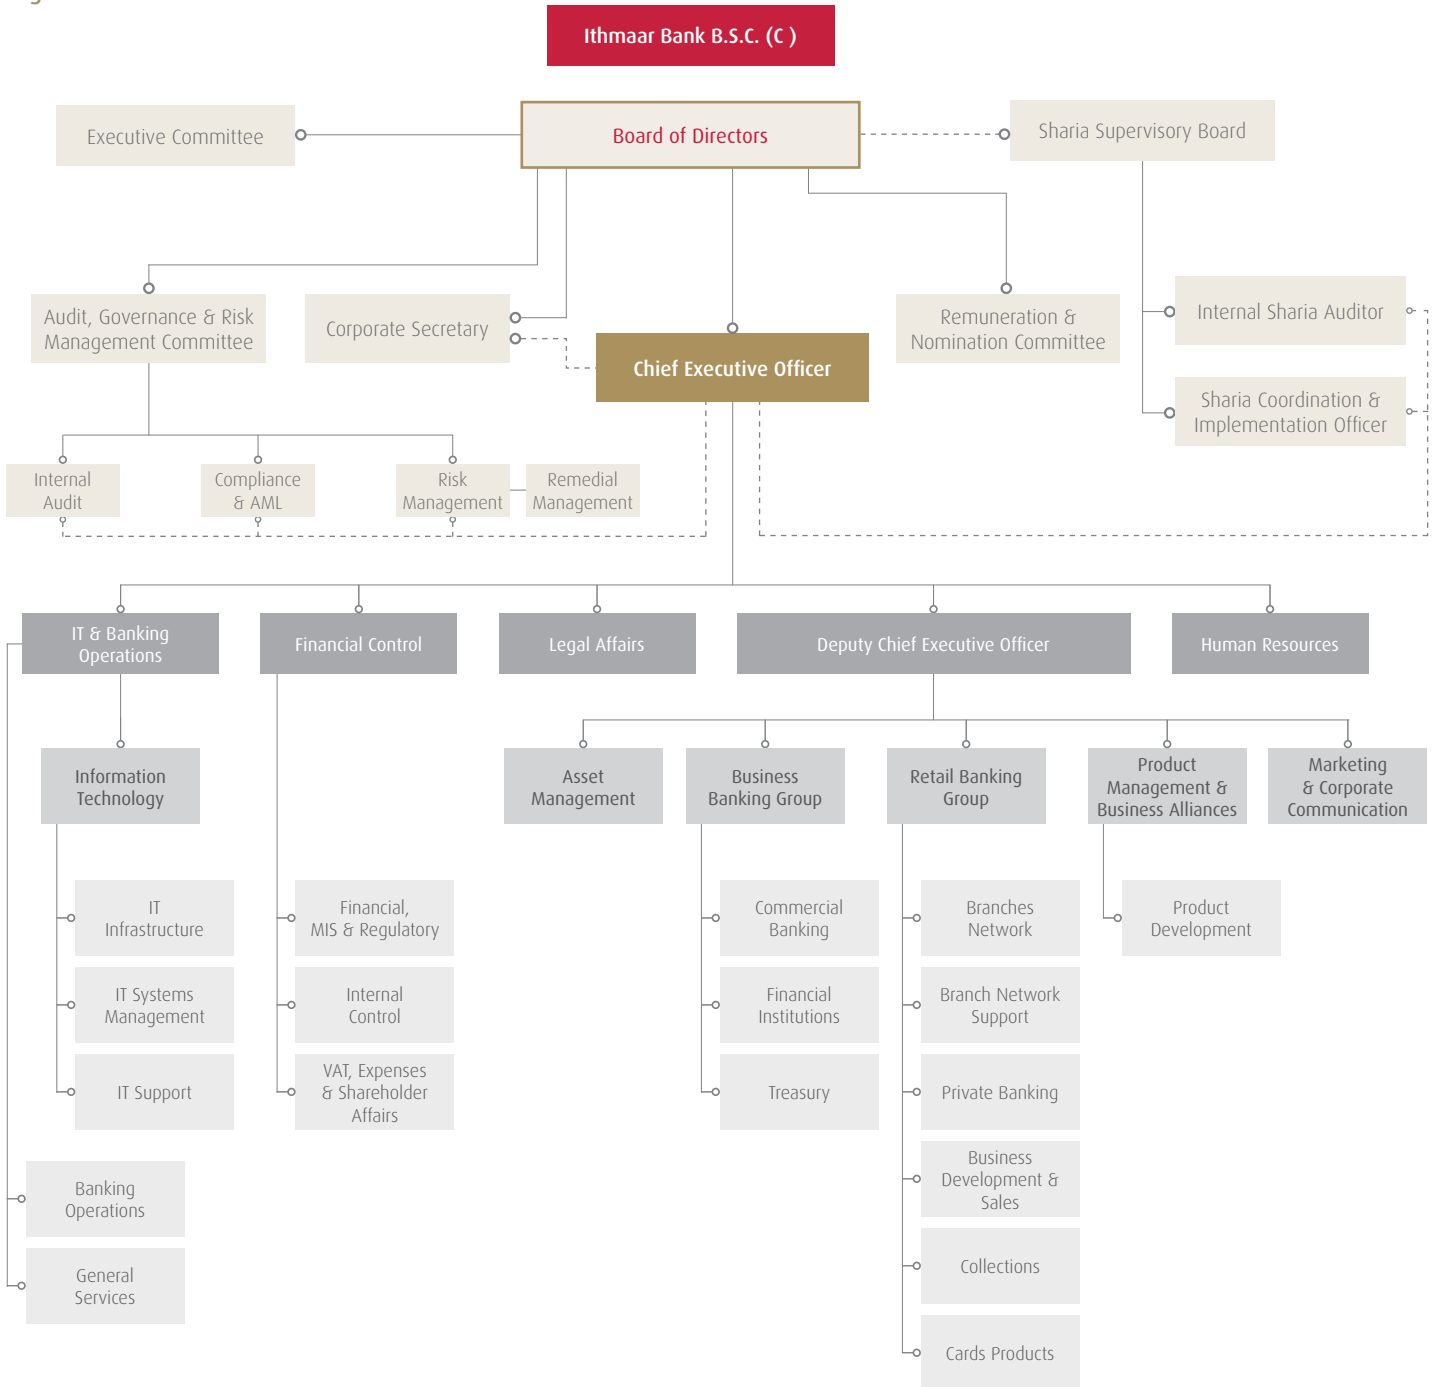 Ithmaar Bank B.S.C. (C )
Executive Committee
Board of Directors
Sharia Supervisory Board
Audit, Governance & Risk
Management Committee
Corporate Secretary
Chief Executive Officer
Remuneration &
Nomination Committee
Internal Sharia Auditor
Sharia Coordination &
Implementation Officer
Internal
Audit
Compliance
& AML
Risk
Management
Remedial
Management
IT & Banking
Operations
Financial Control
Legal Affairs
Deputy Chief Executive Officer
Human Resources
Information
Technology
Asset
Management
Business
Banking Group
Retail Banking
Group
Product
Management &
Business Alliances
Marketing
& Corporate
Communication
IT
Infrastructure
Financial,
MIS & Regulatory
Commercial
Banking
Branches
Network
Product
Development
IT Systems
Management
Internal
Control
Financial
Institutions
Branch Network
Support
IT Support
VAT, Expenses
& Shareholder
Affairs
Treasury
Private Banking
Banking
Operations
Business
Development &
Sales
General
Services
Collections
Cards Products